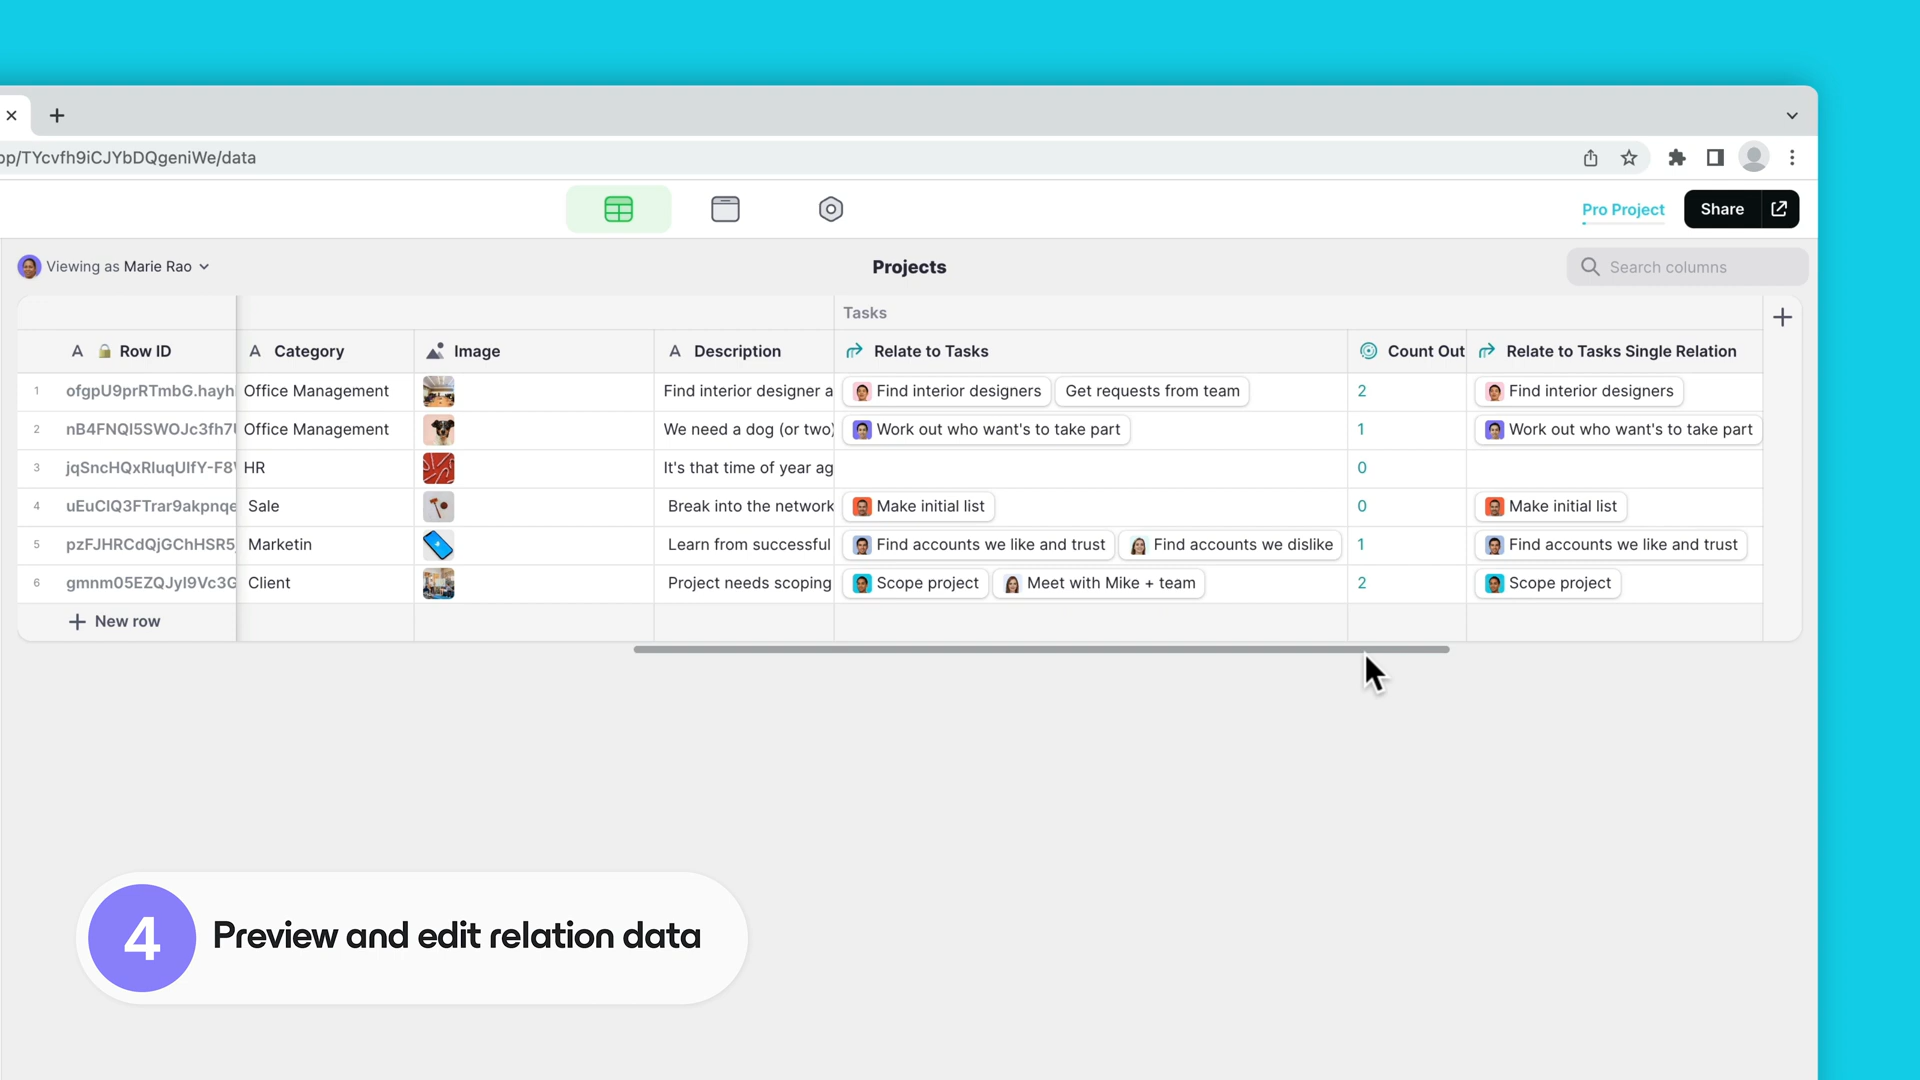 op/TYcvfh9iCJYbDQgeniWe/data
Pro Project
Share
Viewing as Marie Rao
Projects
Search columns
Tasks
Row ID
Category
Image
Description
Relate to Tasks
Count Out
Relate to Tasks Single Relation
1 ofgpU9prRTmbG.hayh Office Management Find interior designer a Find interior designers Get requests from team 2 Find interior designers
2 Office Management We need a dog (or two) Work out who want's to take part 1 Work out who want's to take part
3 HR It's that time of year ag 0
4 Sale Break into the network Make initial list 0 Make initial list
5 Marketin Learn from successful Find accounts we like and trust Find accounts we dislike 1 Find accounts we like and trust
6 Client Project needs scoping Scope project Meet with Mike + team 2 Scope project
New row
4 Preview and edit relation data